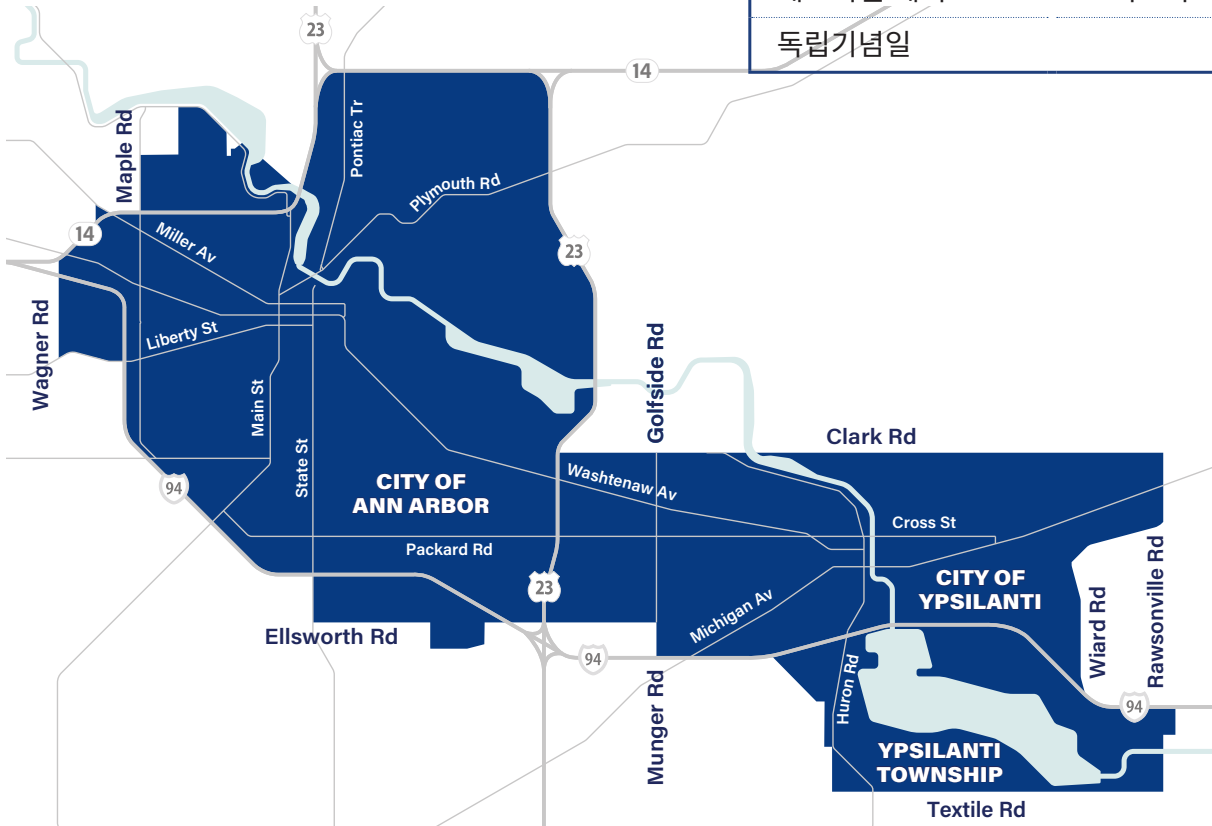 독립기념일
23
14
Pontiac Tr
Maple Rd
Plymouth Rd
14
Miller Av
23
Wagner Rd
Liberty St
Golfside Rd
Main St
State St
Clark Rd
94
CITY OF
ANN ARBOR
Washtenaw Av
Cross St
Packard Rd
23
CITY OF
YPSILANTI
Rawsonville Rd
Wiard Rd
Michigan Av
Ellsworth Rd
94
Munger Rd
Huron Rd
94
YPSILANTI
TOWNSHIP
Textile Rd